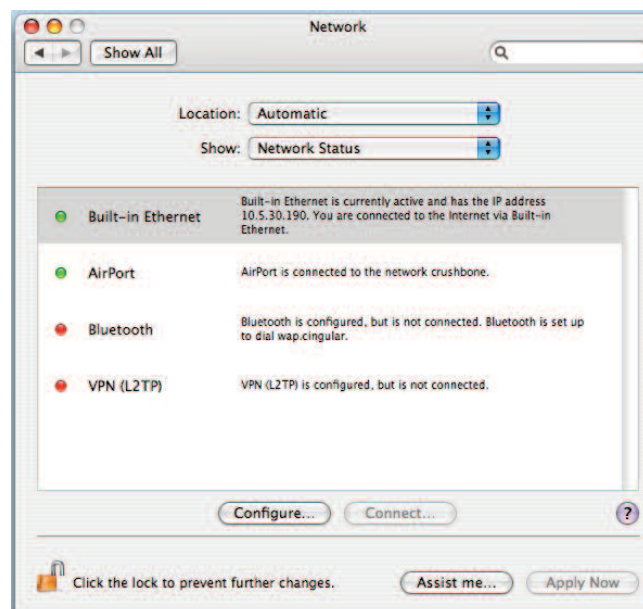 Network
Show All
Location: Automatic
Show: Network Status
Built-in Ethernet
Built-in Ethernet is currently active and has the IP address
10.5.30.190. You are connected to the Internet via Built-in
Ethernet.
AirPort
AirPort is connected to the network crushbone.
Bluetooth
Bluetooth is configured, but is not connected. Bluetooth is set up
to dial wap.cingular.
VPN (L2TP)
VPN (L2TP) is configured, but is not connected.
Configure... Connect... ?
Click the lock to prevent further changes. Assist me... Apply Now